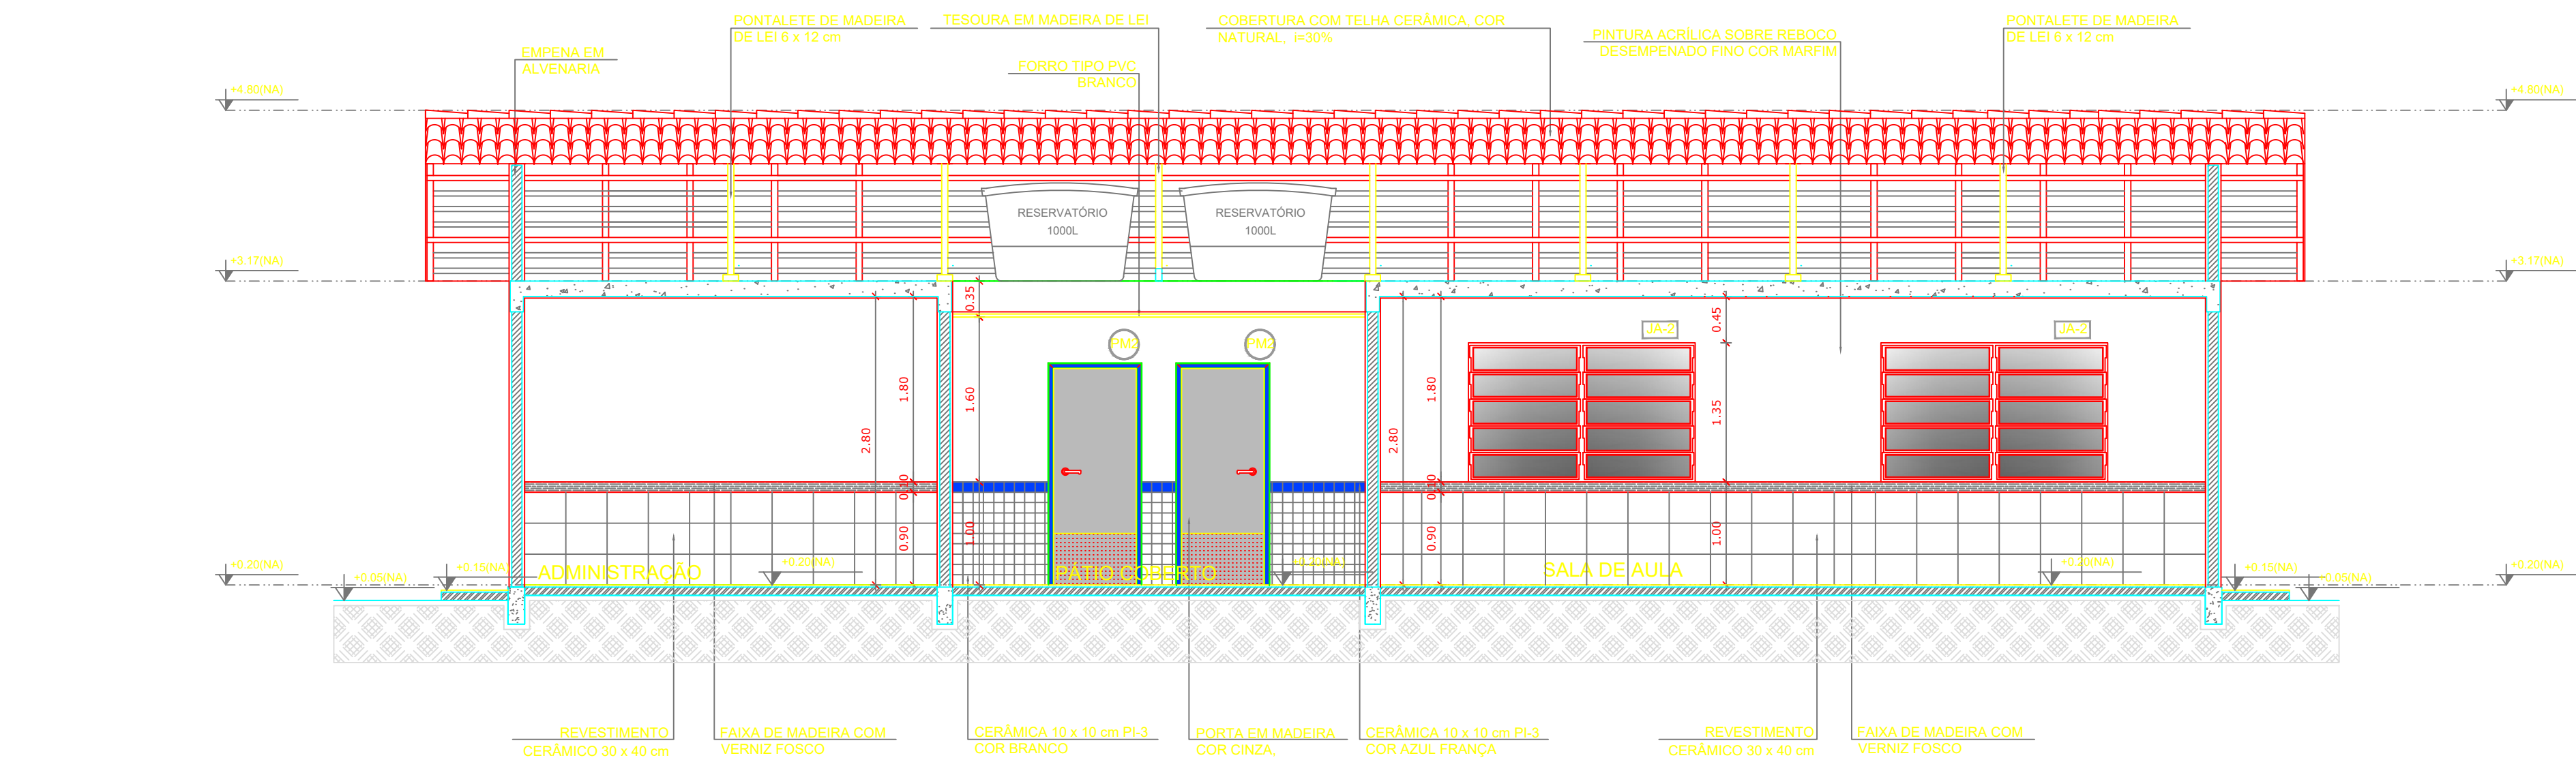 PONTALETE DE MADEIRA
DE LEI 6 x 12 cm
TESOURA EM MADEIRA DE LEI
COBERTURA COM TELHA CERÂMICA, COR
NATURAL, i=30%
PINTURA ACRÍLICA SOBRE REBOCO
DESEMPENADO FINO COR MARFIM
PONTALETE DE MADEIRA
DE LEI 6 x 12 cm
EMPENA EM
ALVENARIA
FORRO TIPO PVC
BRANCO
+4.80(NA)
+4.80(NA)
RESERVATÓRIO
1000L
RESERVATÓRIO
1000L
+3.17(NA)
+3.17(NA)
0.35
0.45
PM2
PM2
JA-2
JA-2
1.80
1.60
1.80
1.35
2.80
2.80
0.10
0.10
0.90
1.00
0.90
1.00
+0.20(NA)
+0.05(NA)
+0.15(NA)
ADMINISTRAÇÃO
+0.20(NA)
PÁTIO COBERTO
+0.20(NA)
SALA DE AULA
+0.20(NA)
+0.15(NA)
+0.05(NA)
+0.20(NA)
REVESTIMENTO
CERÂMICO 30 x 40 cm
FAIXA DE MADEIRA COM
VERNIZ FOSCO
CERÂMICA 10 x 10 cm PI-3
COR BRANCO
PORTA EM MADEIRA
COR CINZA,
CERÂMICA 10 x 10 cm PI-3
COR AZUL FRANÇA
REVESTIMENTO
CERÂMICO 30 x 40 cm
FAIXA DE MADEIRA COM
VERNIZ FOSCO